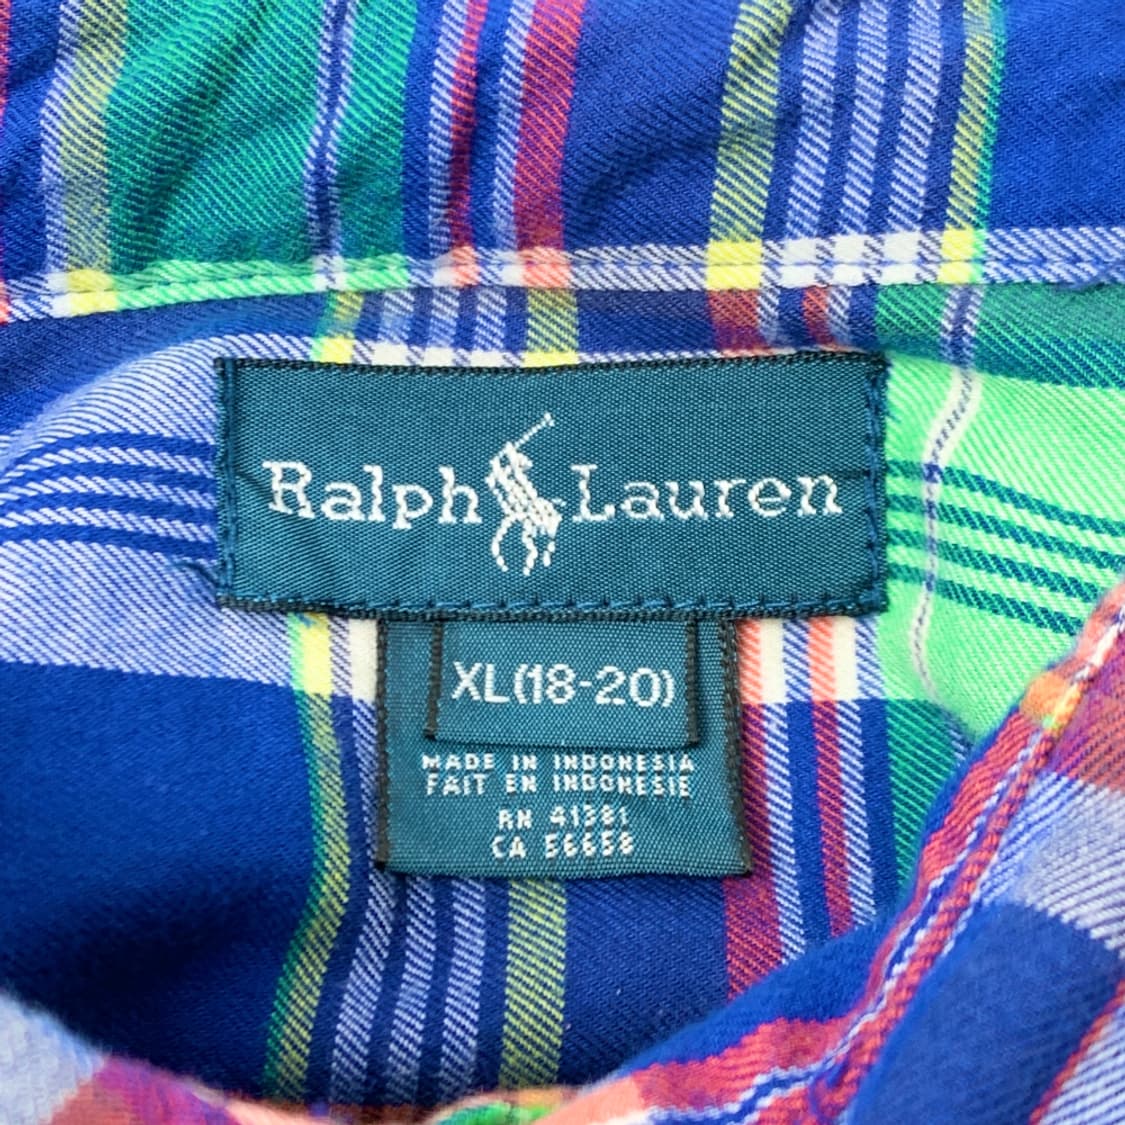 Ralph Lauren
XL(18-20)
MADE IN INDONESIA
FAIT EN INDONESIE
RN 41381
CA 56658